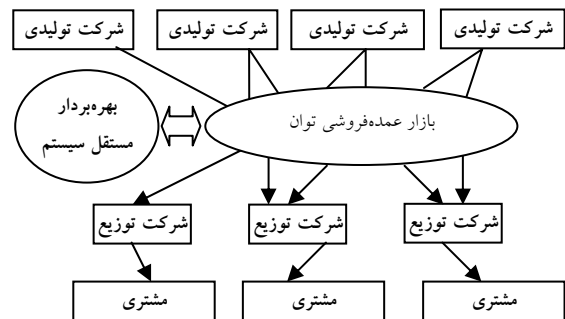 شرکت تولیدی
شرکت تولیدی
شرکت تولیدی
شرکت تولیدی
بازار عمده‌فروشی توان
بهره‌بردار
مستقل سیستم
شرکت توزیع
شرکت توزیع
شرکت توزیع
مشتری
مشتری
مشتری